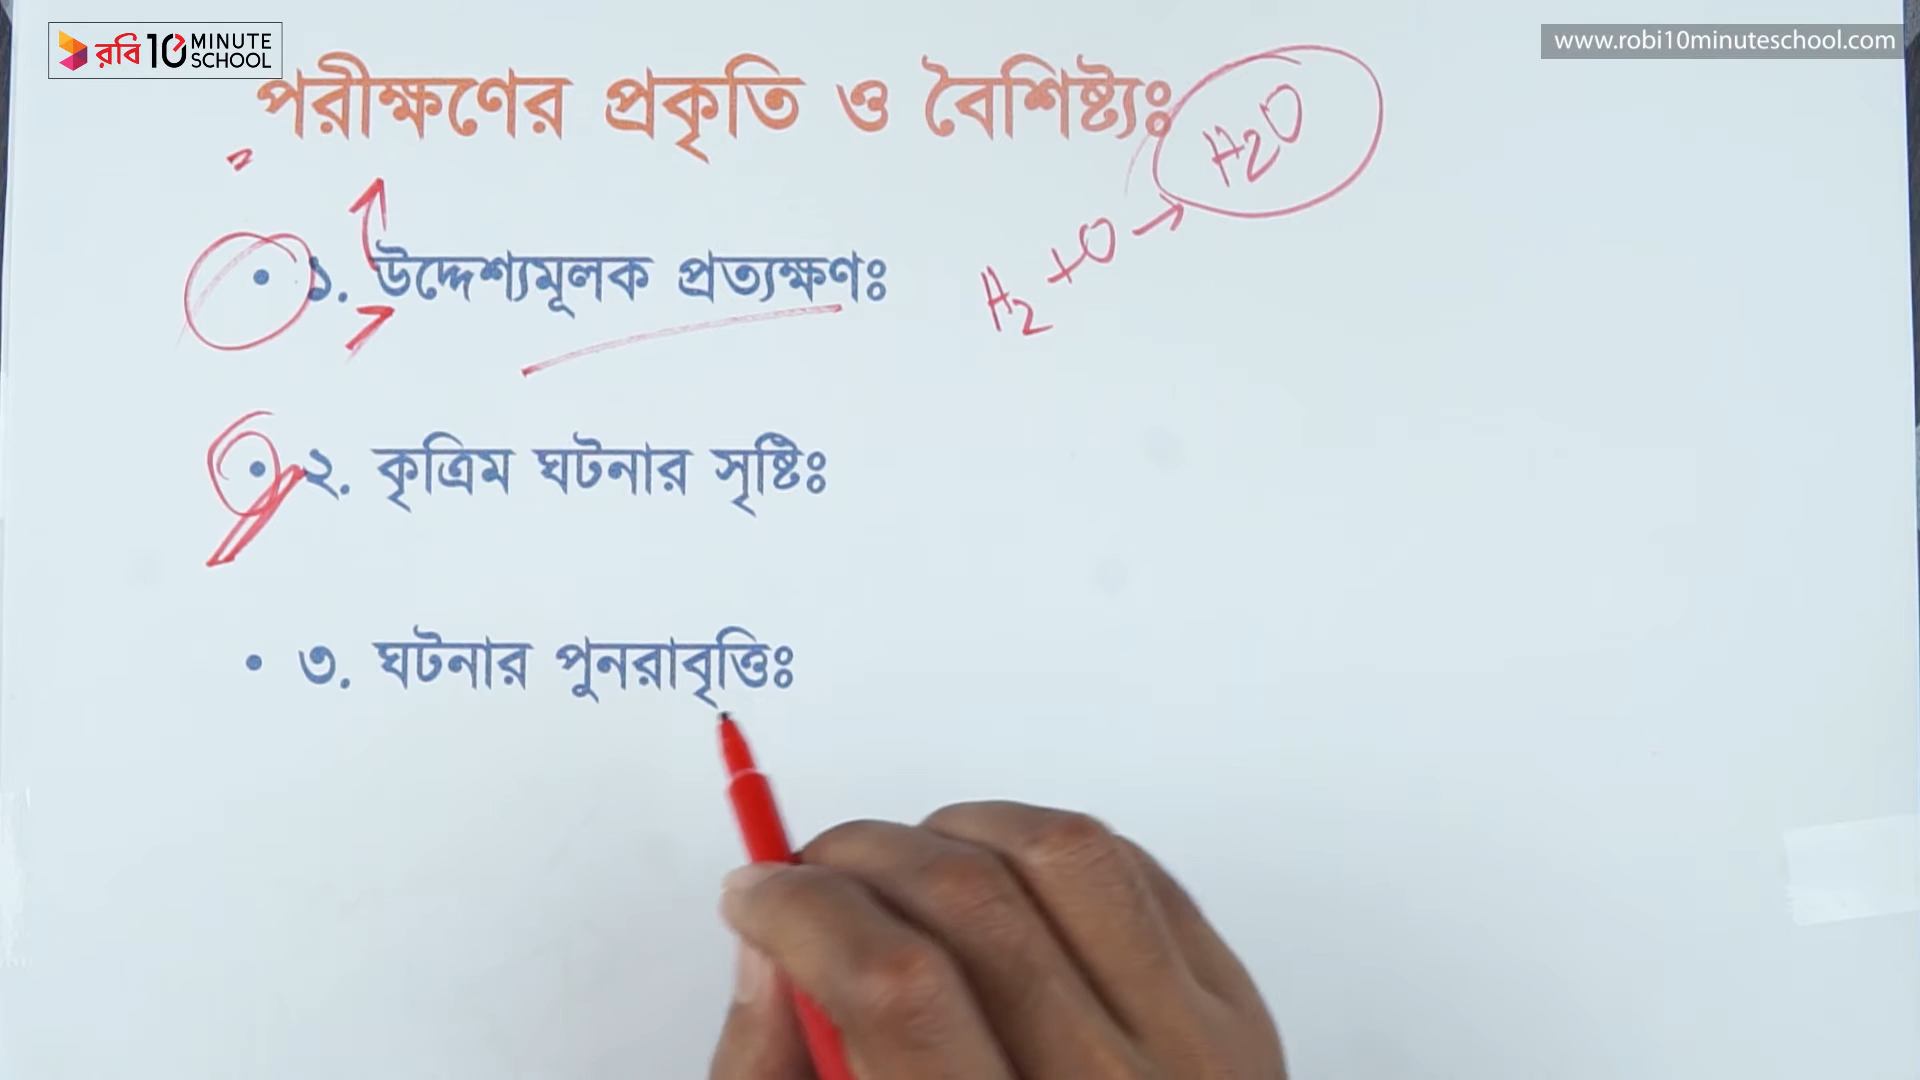 রবি 10 MINUTE SCHOOL
www.robi10minuteschool.com
পরীক্ষণের প্রকৃতি ও বৈশিষ্ট্যঃ
H2O
H2 + O →
• ১. উদ্দেশ্যমূলক প্রত্যক্ষণঃ
• ২. কৃত্রিম ঘটনার সৃষ্টিঃ
• ৩. ঘটনার পুনরাবৃত্তিঃ